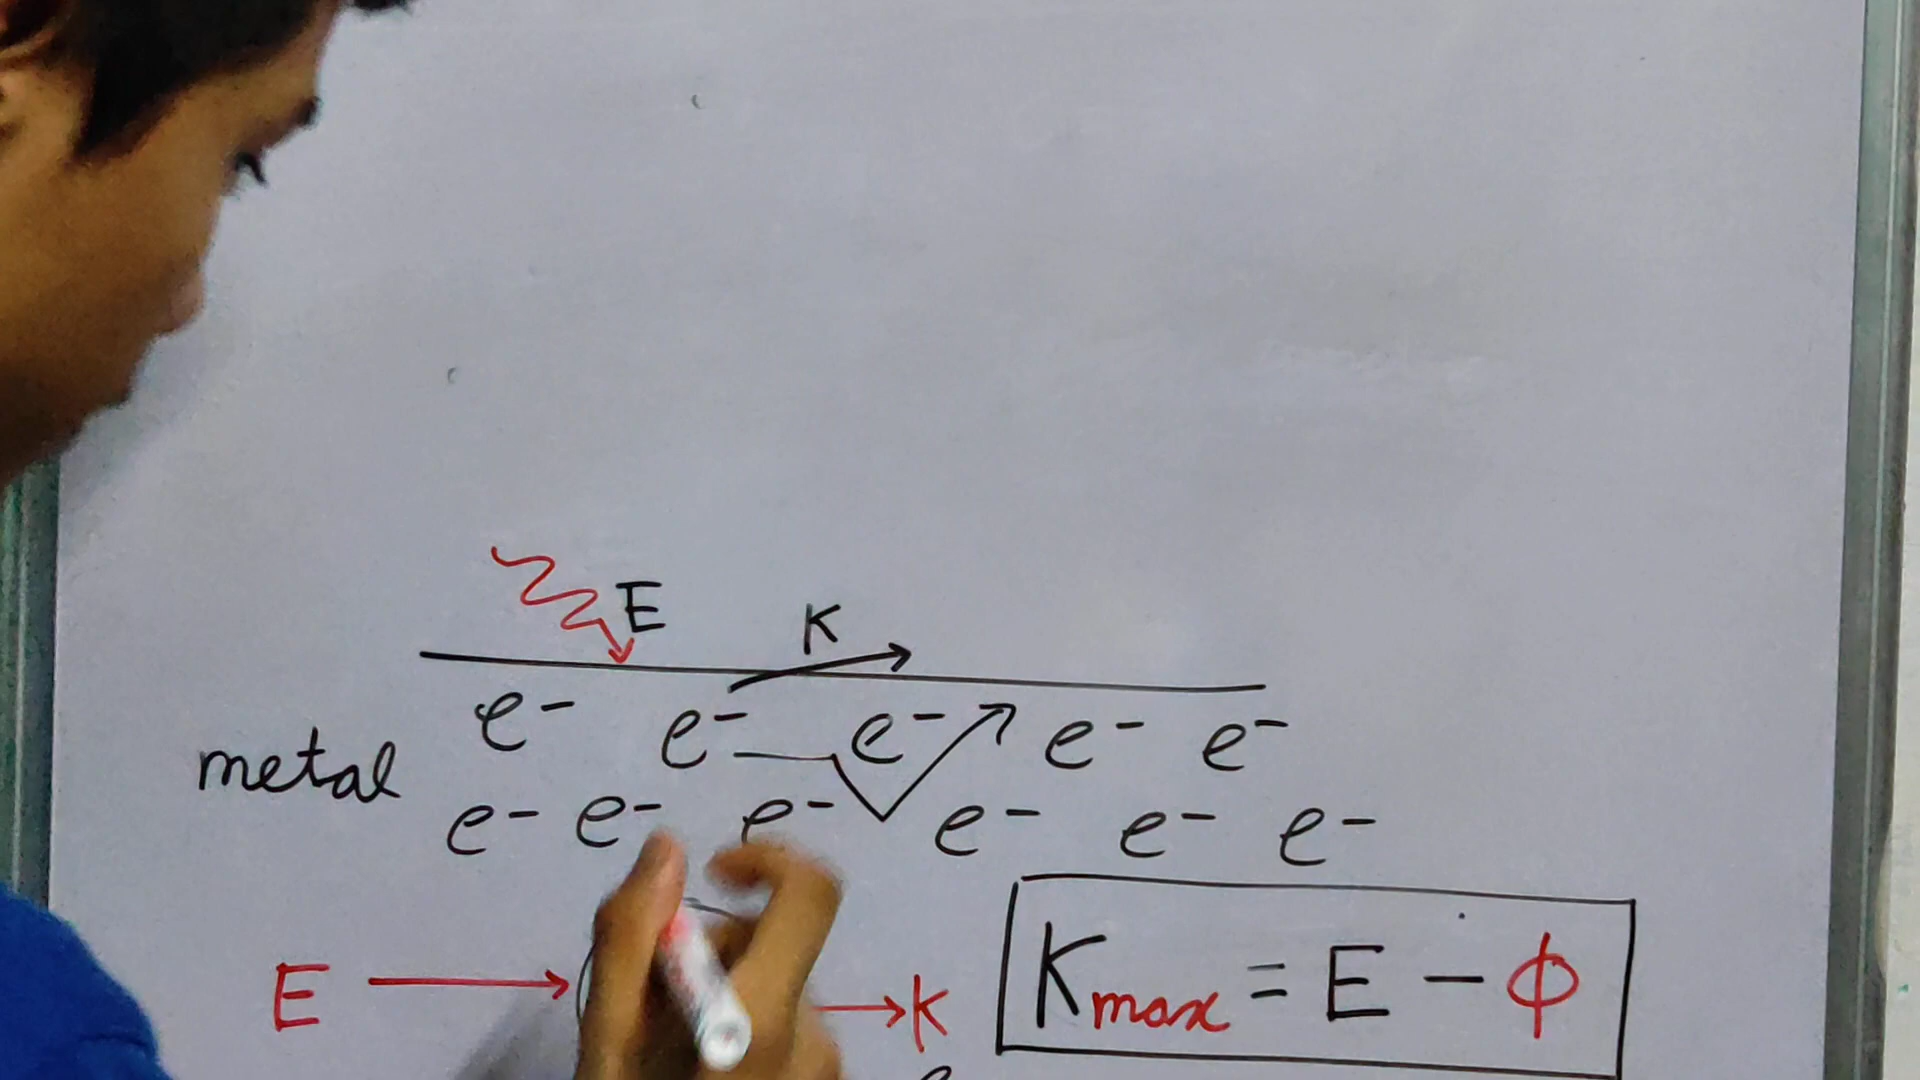 E K
e⁻ e⁻ e⁻ e⁻ e⁻
metal
e⁻ e⁻ e⁻ e⁻ e⁻ e⁻
E → → K
Kmax = E − ϕ